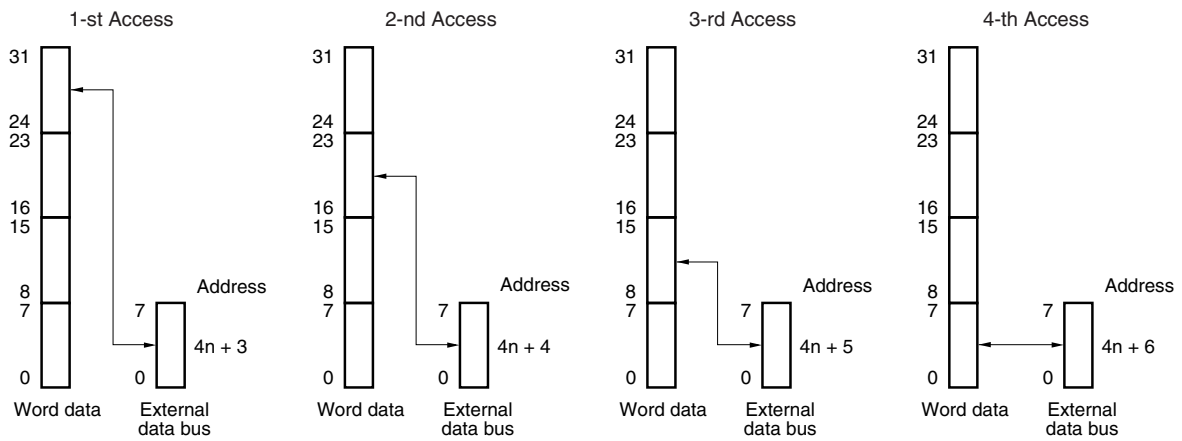 1-st Access
31
24
23
16
15
8
7
0
Address
7
4n + 3
0
Word data
External
data bus
2-nd Access
31
24
23
16
15
8
7
0
Address
7
4n + 4
0
Word data
External
data bus
3-rd Access
31
24
23
16
15
8
7
0
Address
7
4n + 5
0
Word data
External
data bus
4-th Access
31
24
23
16
15
8
7
0
Address
7
4n + 6
0
Word data
External
data bus